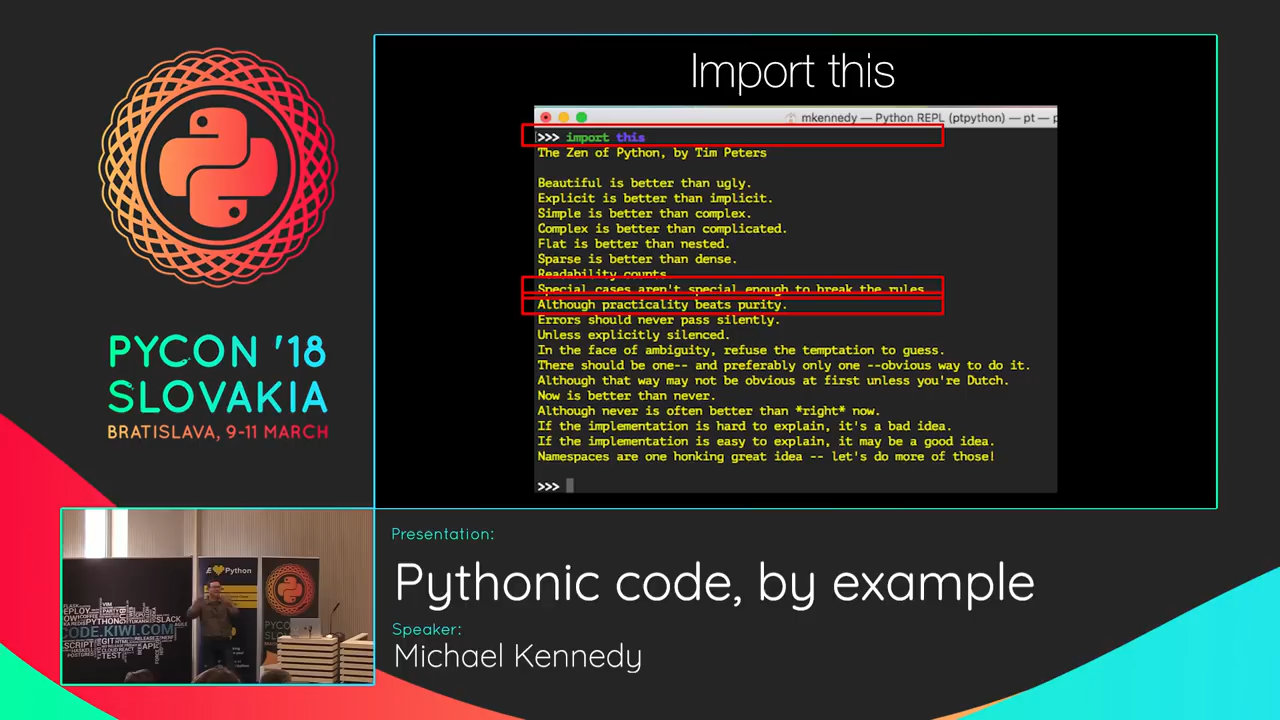 Import this
mkennedy — Python REPL (ptpython) — pt — p
>>> import this
The Zen of Python, by Tim Peters
Beautiful is better than ugly.
Explicit is better than implicit.
Simple is better than complex.
Complex is better than complicated.
Flat is better than nested.
Sparse is better than dense.
Readability counts.
Special cases aren't special enough to break the rules.
Although practicality beats purity.
Errors should never pass silently.
Unless explicitly silenced.
In the face of ambiguity, refuse the temptation to guess.
There should be one-- and preferably only one --obvious way to do it.
Although that way may not be obvious at first unless you're Dutch.
Now is better than never.
Although never is often better than *right* now.
If the implementation is hard to explain, it's a bad idea.
If the implementation is easy to explain, it may be a good idea.
Namespaces are one honking great idea -- let's do more of those!
>>>
PYCON '18
SLOVAKIA
BRATISLAVA, 9-11 MARCH
Presentation:
Pythonic code, by example
Speaker:
Michael Kennedy
Python
CODE.KIWI.COM
SLACK
GIT
TEST